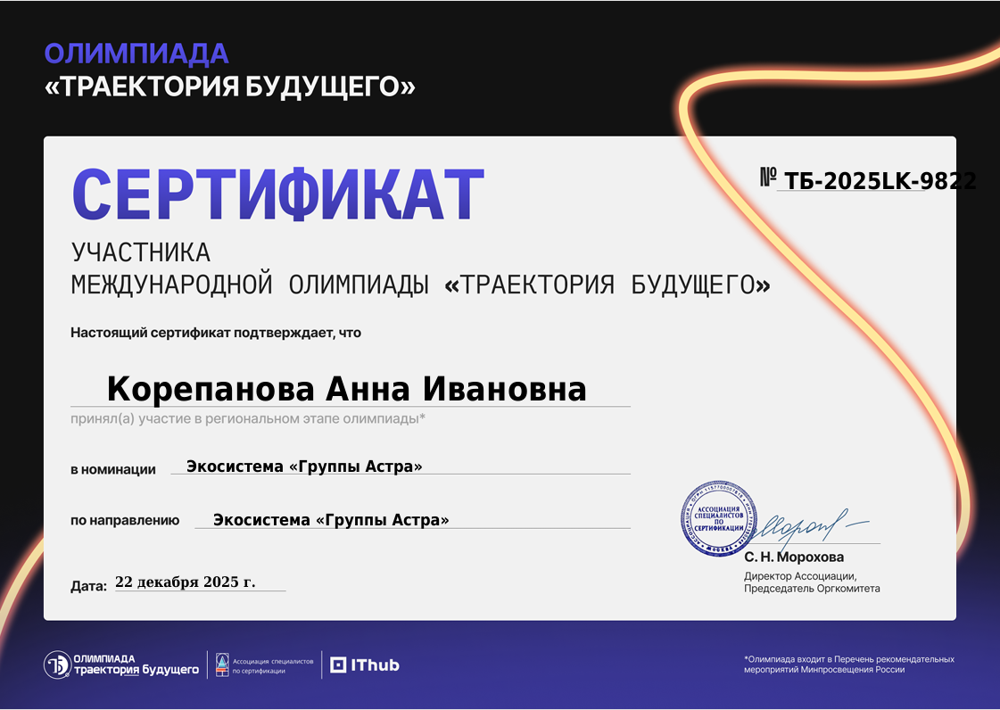 ОЛИМПИАДА
«ТРАЕКТОРИЯ БУДУЩЕГО»
СЕРТИФИКАТ
№ ТБ-2025LK-9822
УЧАСТНИКА
МЕЖДУНАРОДНОЙ ОЛИМПИАДЫ «ТРАЕКТОРИЯ БУДУЩЕГО»
Настоящий сертификат подтверждает, что
Корепанова Анна Ивановна
принял(а) участие в региональном этапе олимпиады*
в номинации Экосистема «Группы Астра»
по направлению Экосистема «Группы Астра»
АССОЦИАЦИЯ
СПЕЦИАЛИСТОВ
ПО
СЕРТИФИКАЦИИ
МОСКВА
С. Н. Морохова
Директор Ассоциации,
Председатель Оргкомитета
Дата: 22 декабря 2025 г.
ТБ ОЛИМПИАДА
траектория будущего
Ассоциация специалистов
по сертификации
IThub
*Олимпиада входит в Перечень рекомендательных
мероприятий Минпросвещения России